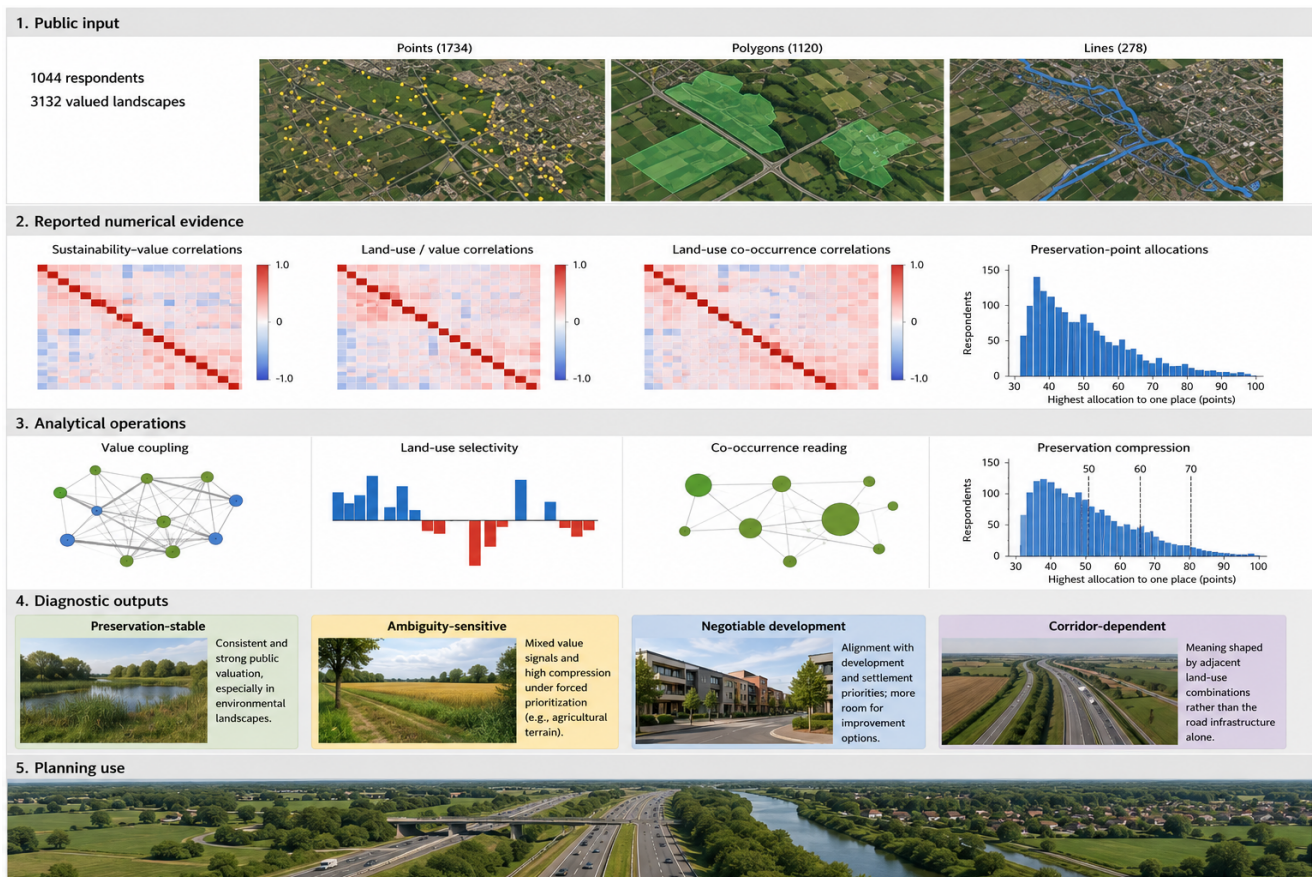 1. Public input
1044 respondents
3132 valued landscapes
Points (1734)
Polygons (1120)
Lines (278)
2. Reported numerical evidence
Sustainability–value correlations
1.0
0
-1.0
Land-use / value correlations
1.0
0
-1.0
Land-use co-occurrence correlations
1.0
0
-1.0
Preservation-point allocations
Respondents
150
100
50
0
30 40 50 60 70 80 90 100
Highest allocation to one place (points)
3. Analytical operations
Value coupling
Land-use selectivity
Co-occurrence reading
Preservation compression
Respondents
150
100
50
0
50 60 70
30 40 50 60 70 80 90 100
Highest allocation to one place (points)
4. Diagnostic outputs
Preservation-stable
Consistent and
strong public
valuation,
especially in
environmental
landscapes.
Ambiguity-sensitive
Mixed value
signals and
high compression
under forced
prioritization
(e.g., agricultural
terrain).
Negotiable development
Alignment with
development
and settlement
priorities; more
room for
improvement
options.
Corridor-dependent
Meaning shaped
by adjacent
land-use
combinations
rather than the
road infrastructure
alone.
5. Planning use